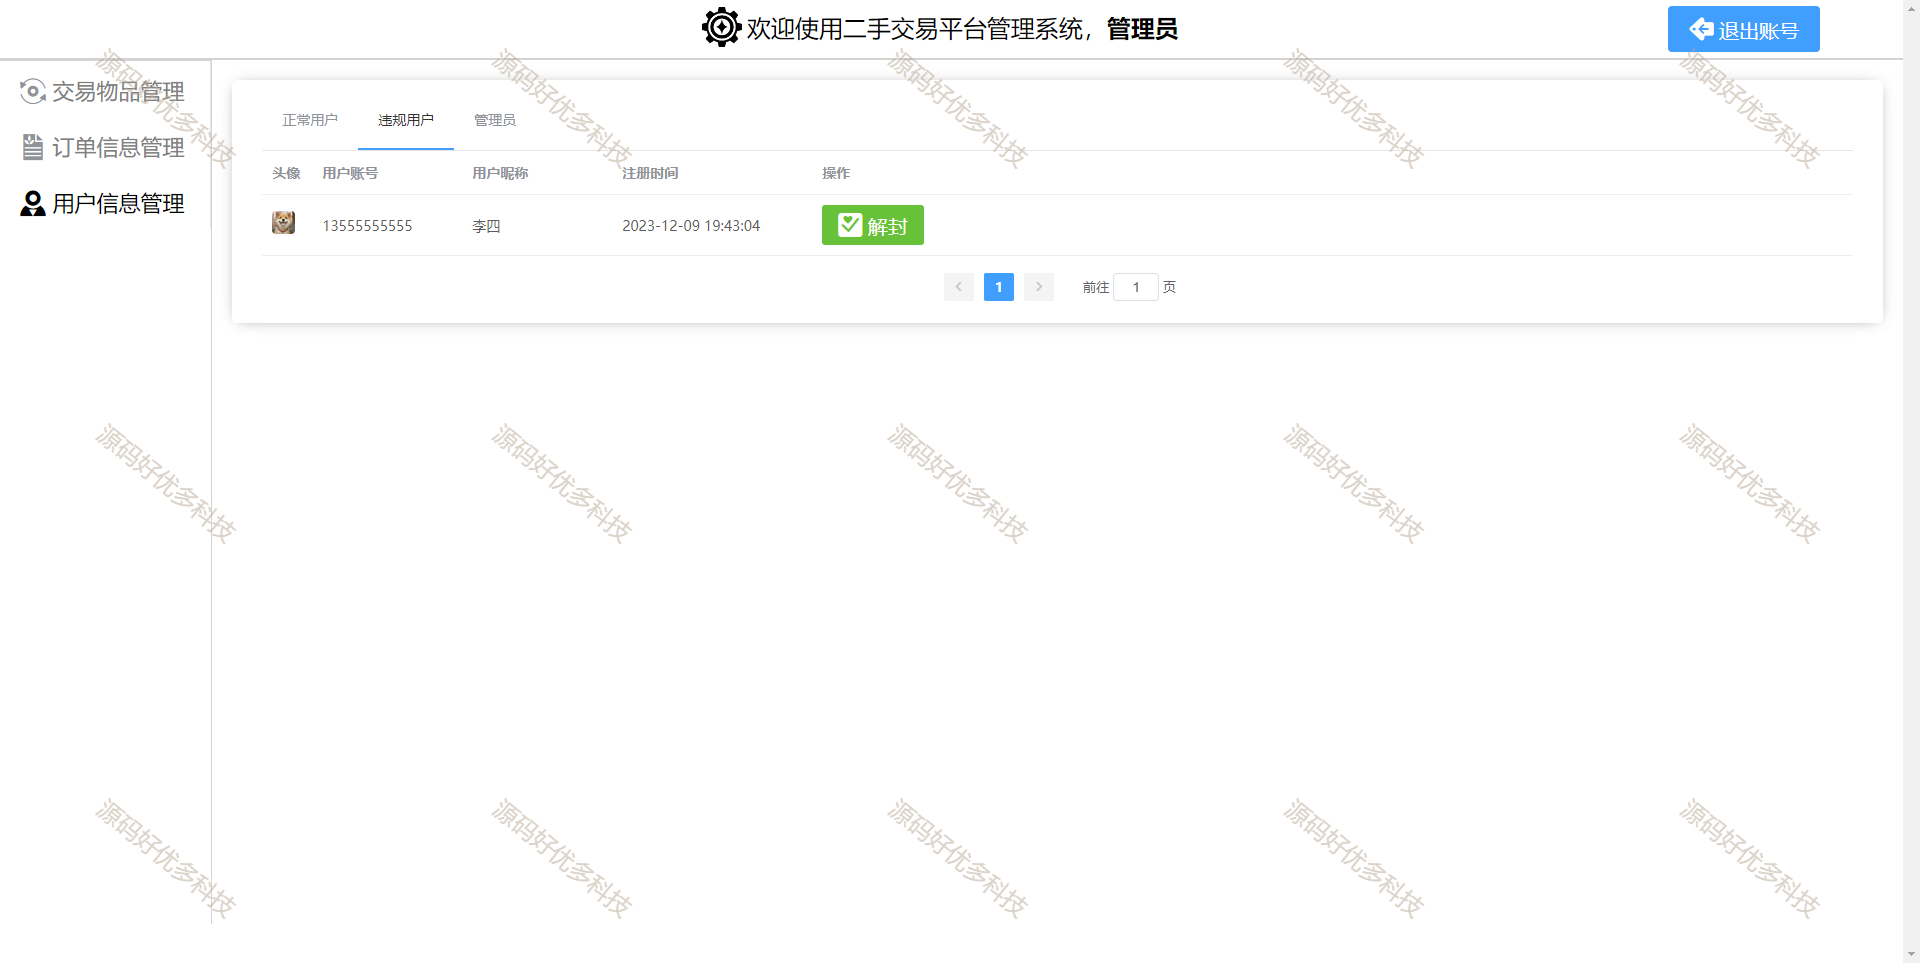 欢迎使用二手交易平台管理系统，管理员
退出账号
交易物品管理
订单信息管理
用户信息管理
正常用户 违规用户 管理员
头像 用户账号 用户昵称 注册时间 操作
13555555555 李四 2023-12-09 19:43:04 解封
1 前往 1 页
源码好优多科技 源码好优多科技 源码好优多科技 源码好优多科技 源码好优多科技
源码好优多科技 源码好优多科技 源码好优多科技 源码好优多科技 源码好优多科技
源码好优多科技 源码好优多科技 源码好优多科技 源码好优多科技 源码好优多科技